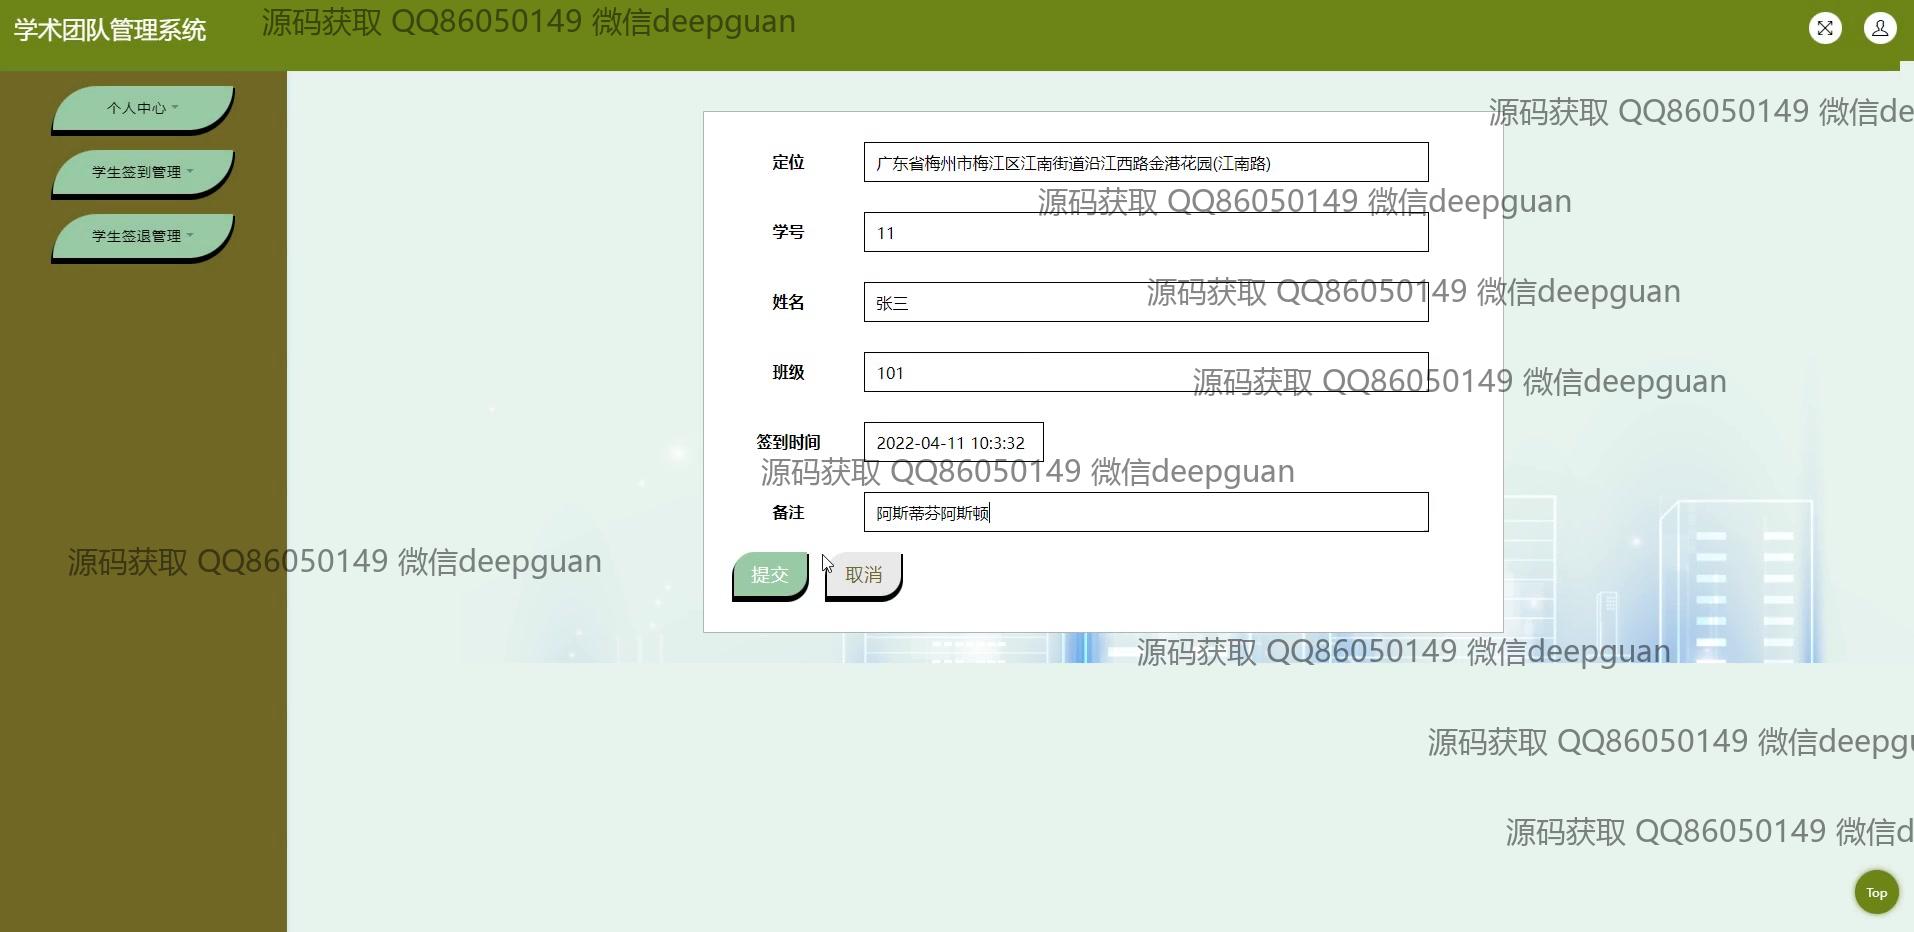 学术团队管理系统
源码获取 QQ86050149 微信deepguan
个人中心
源码获取 QQ86050149 微信de
定位
广东省梅州市梅江区江南街道沿江西路金港花园(江南路)
学生签到管理
源码获取 QQ86050149 微信deepguan
学号
11
学生签退管理
姓名
张三
源码获取 QQ86050149 微信deepguan
班级
101
源码获取 QQ86050149 微信deepguan
签到时间
2022-04-11 10:3:32
源码获取 QQ86050149 微信deepguan
备注
阿斯蒂芬阿斯顿
源码获取 QQ86050149 微信deepguan
提交
取消
源码获取 QQ86050149 微信deepguan
源码获取 QQ86050149 微信deepgu
源码获取 QQ86050149 微信d
Top